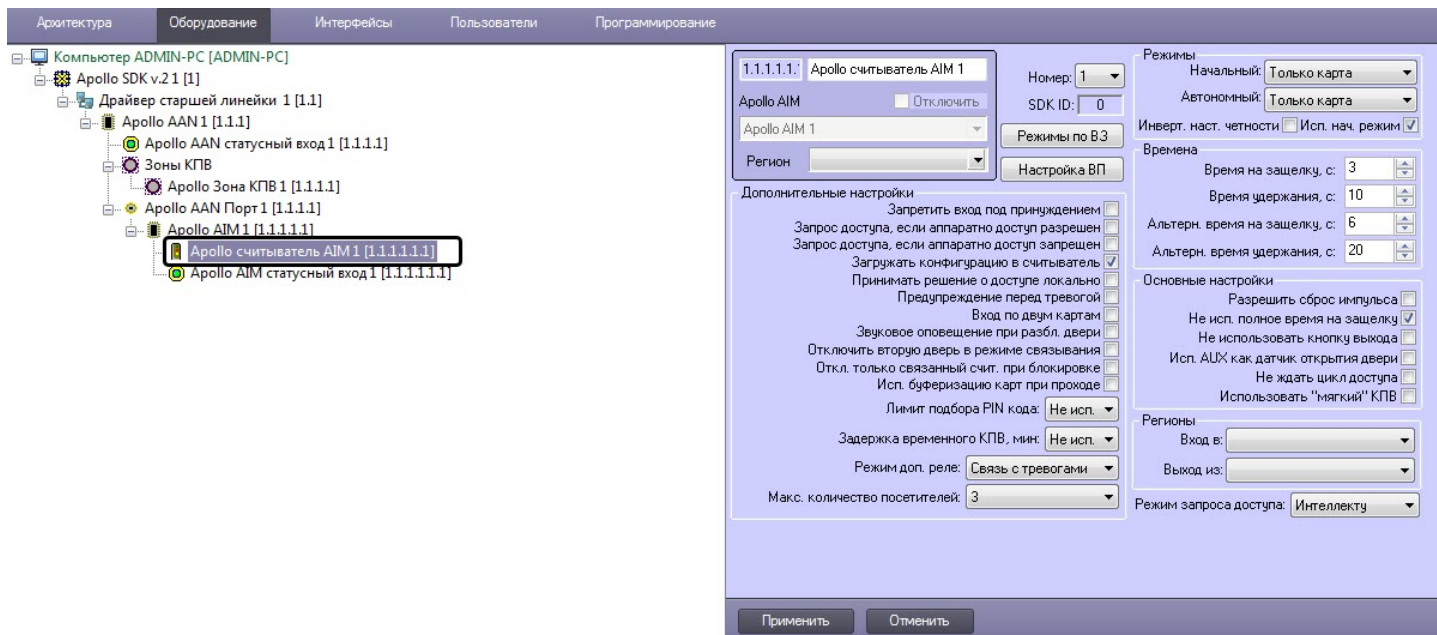 Архитектура Оборудование Интерфейсы Пользователи Программирование
Компьютер ADMIN-PC [ADMIN-PC]
Apollo SDK v.2 1 [1]
Драйвер старшей линейки 1 [1.1]
Apollo AAN 1 [1.1.1]
Apollo AAN статусный вход 1 [1.1.1.1]
Зоны КПВ
Apollo Зона КПВ 1 [1.1.1.1]
Apollo AAN Порт 1 [1.1.1.1]
Apollo AIM 1 [1.1.1.1.1]
Apollo считыватель AIM 1 [1.1.1.1.1.1]
Apollo AIM статусный вход 1 [1.1.1.1.1.1]
1.1.1.1.1.' Apollo считыватель AIM 1
Apollo AIM Отключить
Apollo AIM 1
Регион
Номер: 1
SDK ID: 0
Режимы по ВЗ
Настройка ВП
Дополнительные настройки
Запретить вход под принуждением
Запрос доступа, если аппаратно доступ разрешен
Запрос доступа, если аппаратно доступ запрещен
Загружать конфигурацию в считыватель
Принимать решение о доступе локально
Предупреждение перед тревогой
Вход по двум картам
Звуковое оповещение при разбл. двери
Отключить вторую дверь в режиме связывания
Откл. только связанный счит. при блокировке
Исп. буферизацию карт при проходе
Лимит подбора PIN кода: Не исп.
Задержка временного КПВ, мин: Не исп.
Режим доп. реле: Связь с тревогами
Макс. количество посетителей: 3
Режимы
Начальный: Только карта
Автономный: Только карта
Инверт. наст. четности Исп. нач. режим
Времена
Время на защелку, с: 3
Время удержания, с: 10
Альтерн. время на защелку, с: 6
Альтерн. время удержания, с: 20
Основные настройки
Разрешить сброс импульса
Не исп. полное время на защелку
Не использовать кнопку выхода
Исп. AUX как датчик открытия двери
Не ждать цикл доступа
Использовать "мягкий" КПВ
Регионы
Вход в:
Выход из:
Режим запроса доступа: Интеллекту
Применить Отменить